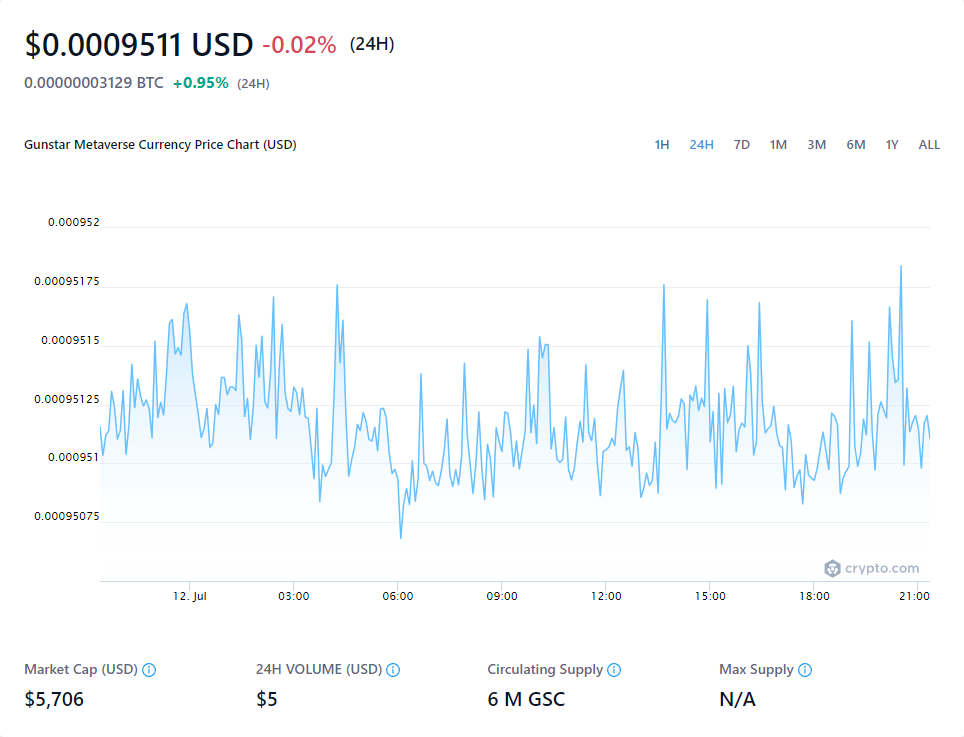 $0.0009511 USD -0.02% (24H)
0.00000003129 BTC +0.95% (24H)
Gunstar Metaverse Currency Price Chart (USD)
1H 24H 7D 1M 3M 6M 1Y ALL
0.000952
0.00095175
0.0009515
0.00095125
0.000951
0.00095075
crypto.com
12. Jul 03:00 06:00 09:00 12:00 15:00 18:00 21:00
Market Cap (USD) 24H VOLUME (USD) Circulating Supply Max Supply
$5,706 $5 6 M GSC N/A